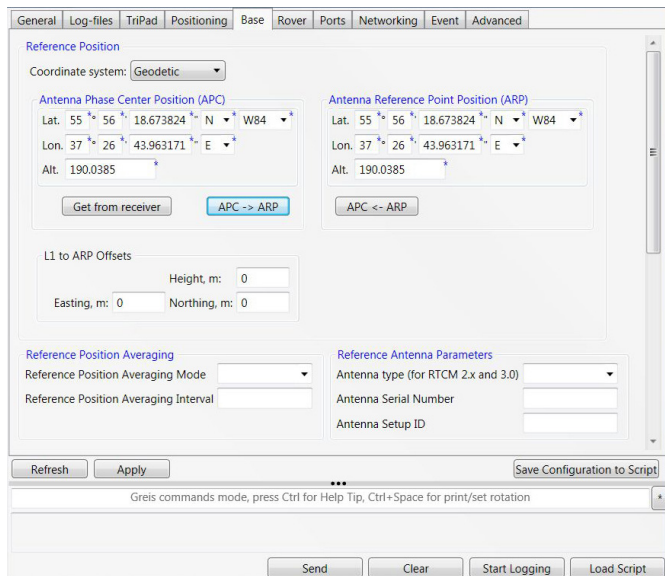 General Log-files TriPad Positioning Base Rover Ports Networking Event Advanced
Reference Position
Coordinate system: Geodetic
Antenna Phase Center Position (APC) Antenna Reference Point Position (ARP)
Lat. 55 *° 56 *' 18.673824 *" N * W84 * Lat. 55 *° 56 *' 18.673824 *" N * W84 *
Lon. 37 *° 26 *' 43.963171 *" E * Lon. 37 *° 26 *' 43.963171 *" E *
Alt. 190.0385 * Alt. 190.0385 *
Get from receiver APC -> ARP APC <- ARP
L1 to ARP Offsets
Height, m: 0
Easting, m: 0 Northing, m: 0
Reference Position Averaging Reference Antenna Parameters
Reference Position Averaging Mode Antenna type (for RTCM 2.x and 3.0)
Reference Position Averaging Interval Antenna Serial Number
Antenna Setup ID
Refresh Apply Save Configuration to Script
Greis commands mode, press Ctrl for Help Tip, Ctrl+Space for print/set rotation *
Send Clear Start Logging Load Script